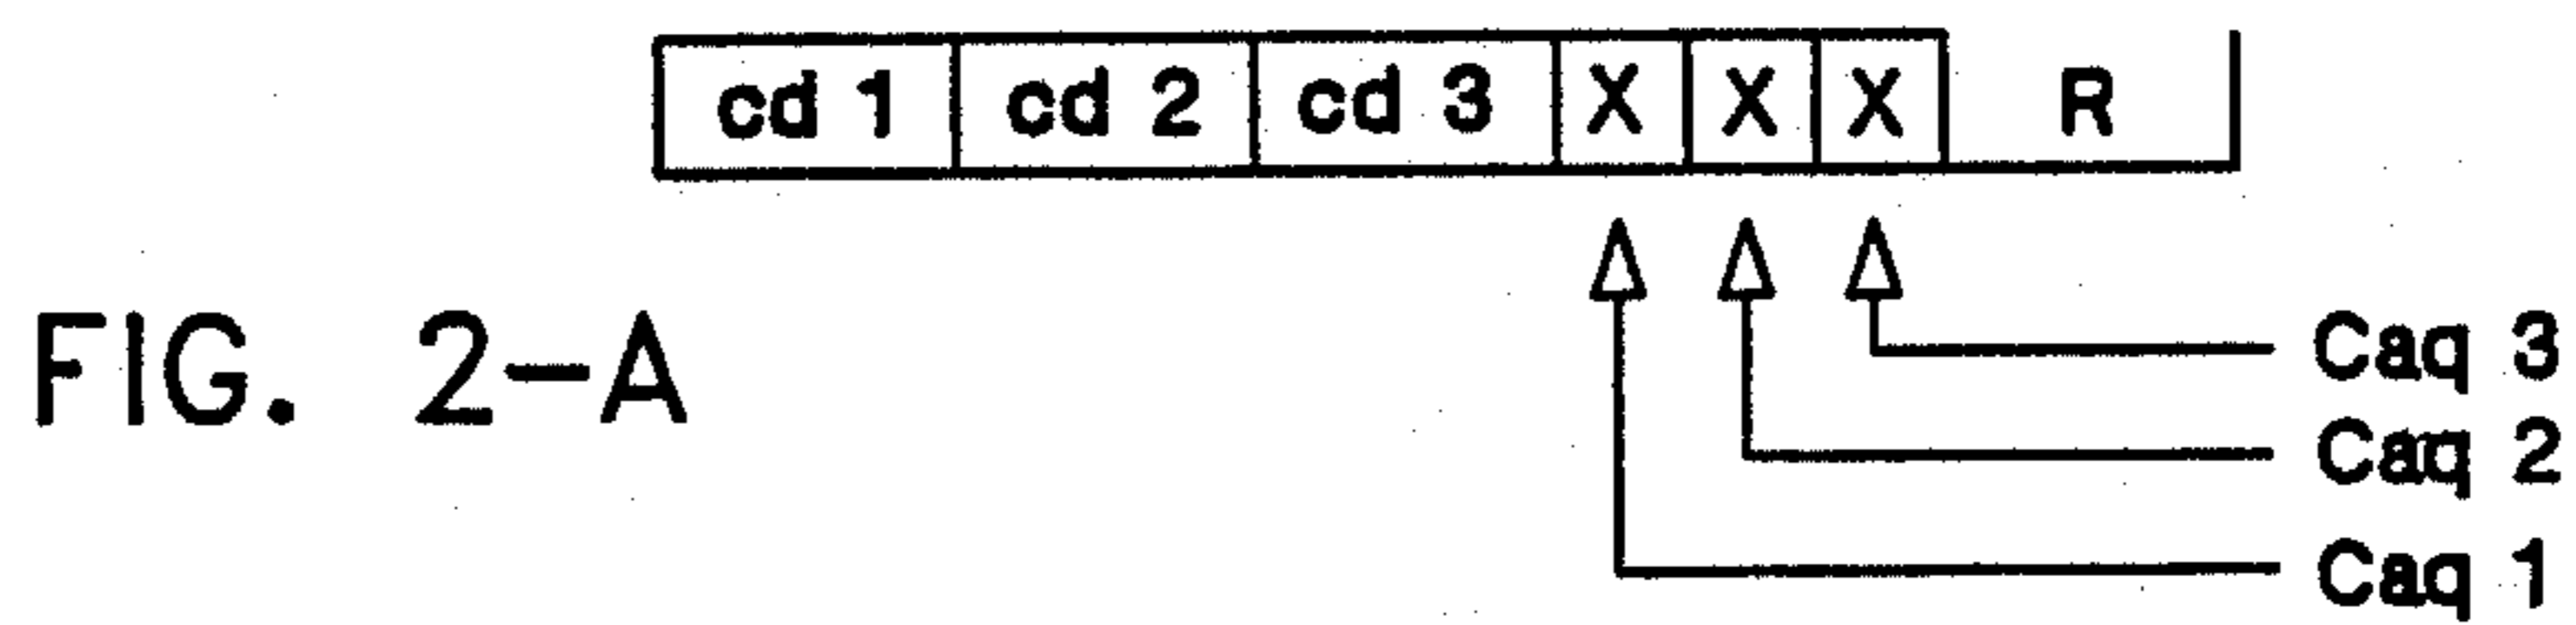 cd 1 cd 2 cd 3 X X X R
FIG. 2-A
Caq 3
Caq 2
Caq 1